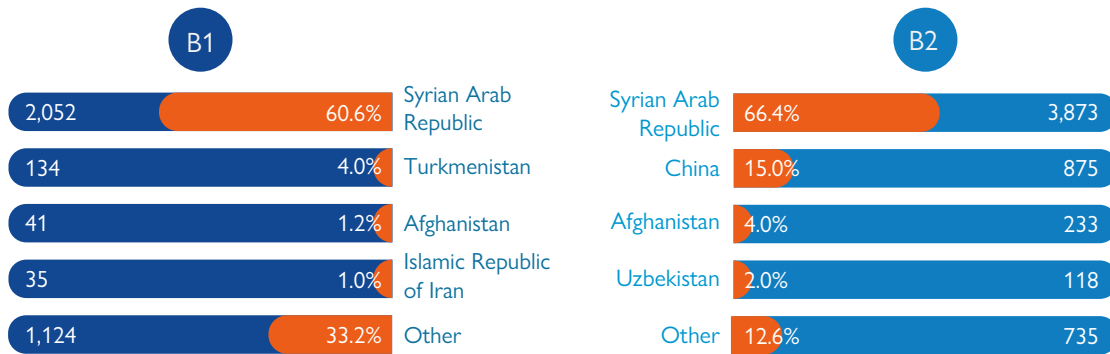 B1
2,052 60.6% Syrian Arab
Republic
134 4.0% Turkmenistan
41 1.2% Afghanistan
35 1.0% Islamic Republic
of Iran
1,124 33.2% Other
B2
Syrian Arab
Republic 66.4% 3,873
China 15.0% 875
Afghanistan 4.0% 233
Uzbekistan 2.0% 118
Other 12.6% 735